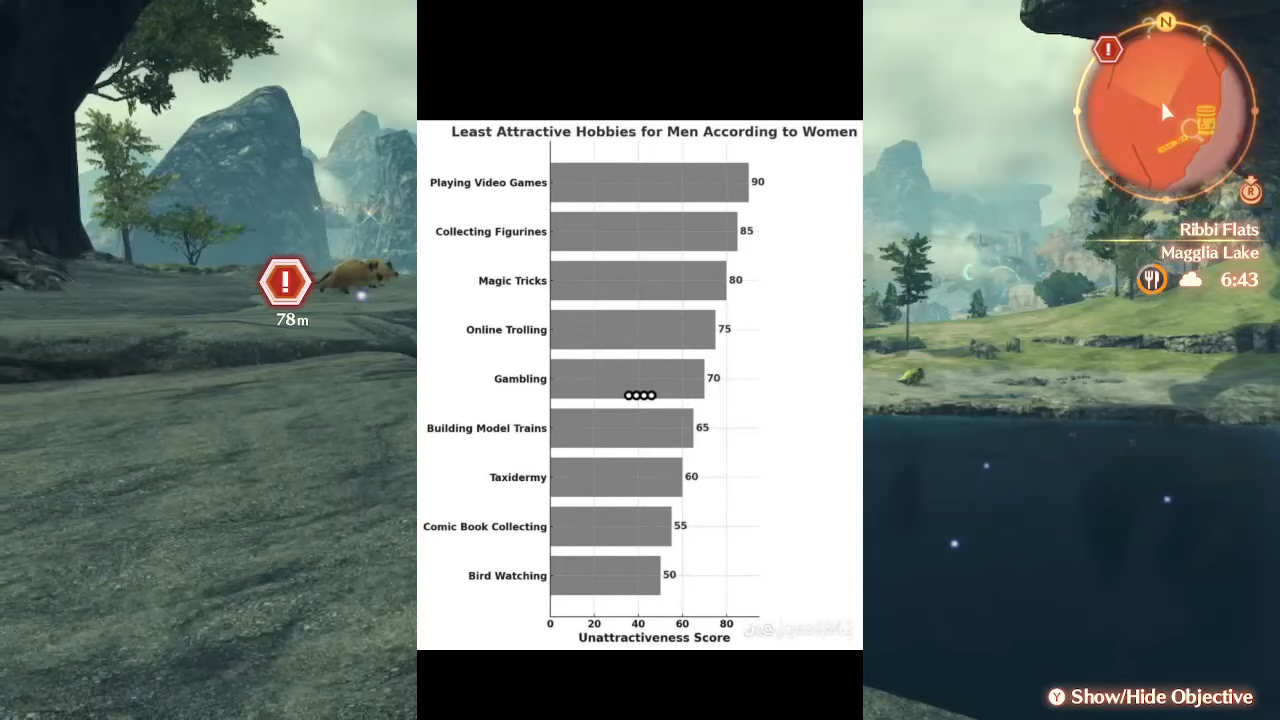 N
!
R
Ribbi Flats
Magglia Lake
6:43
!
78m
Least Attractive Hobbies for Men According to Women
Playing Video Games 90
Collecting Figurines 85
Magic Tricks 80
Online Trolling 75
Gambling 70
Building Model Trains 65
Taxidermy 60
Comic Book Collecting 55
Bird Watching 50
0 20 40 60 80
Unattractiveness Score
Y Show/Hide Objective